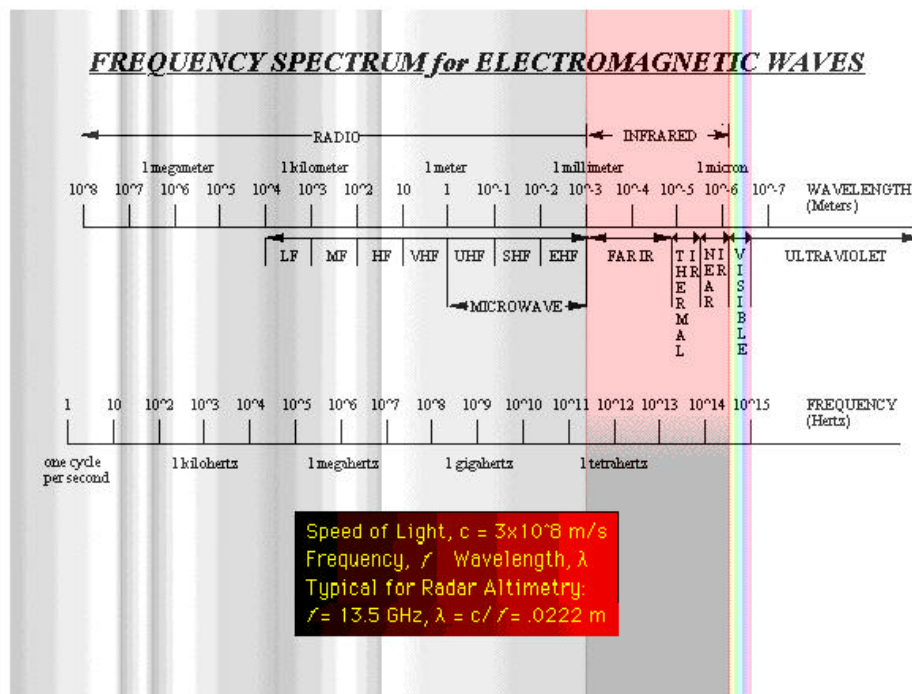 FREQUENCY SPECTRUM for ELECTROMAGNETIC WAVES
RADIO INFRARED
1 megameter 1 kilometer 1 meter 1 millimeter 1 micron
10^8 10^7 10^6 10^5 10^4 10^3 10^2 10 1 10^-1 10^-2 10^-3 10^-4 10^-5 10^-6 10^-7 WAVELENGTH
(Meters)
LF MF HF VHF UHF SHF EHF FAR IR THERMAL IR NEAR IR VISIBLE ULTRAVIOLET
MICROWAVE
1 10 10^2 10^3 10^4 10^5 10^6 10^7 10^8 10^9 10^10 10^11 10^12 10^13 10^14 10^15 FREQUENCY
(Hertz)
one cycle
per second
1 kilohertz 1 megahertz 1 gigahertz 1 tetrahertz
Speed of Light, c = 3x10^8 m/s
Frequency, f Wavelength, λ
Typical for Radar Altimetry:
f = 13.5 GHz, λ = c/f = .0222 m